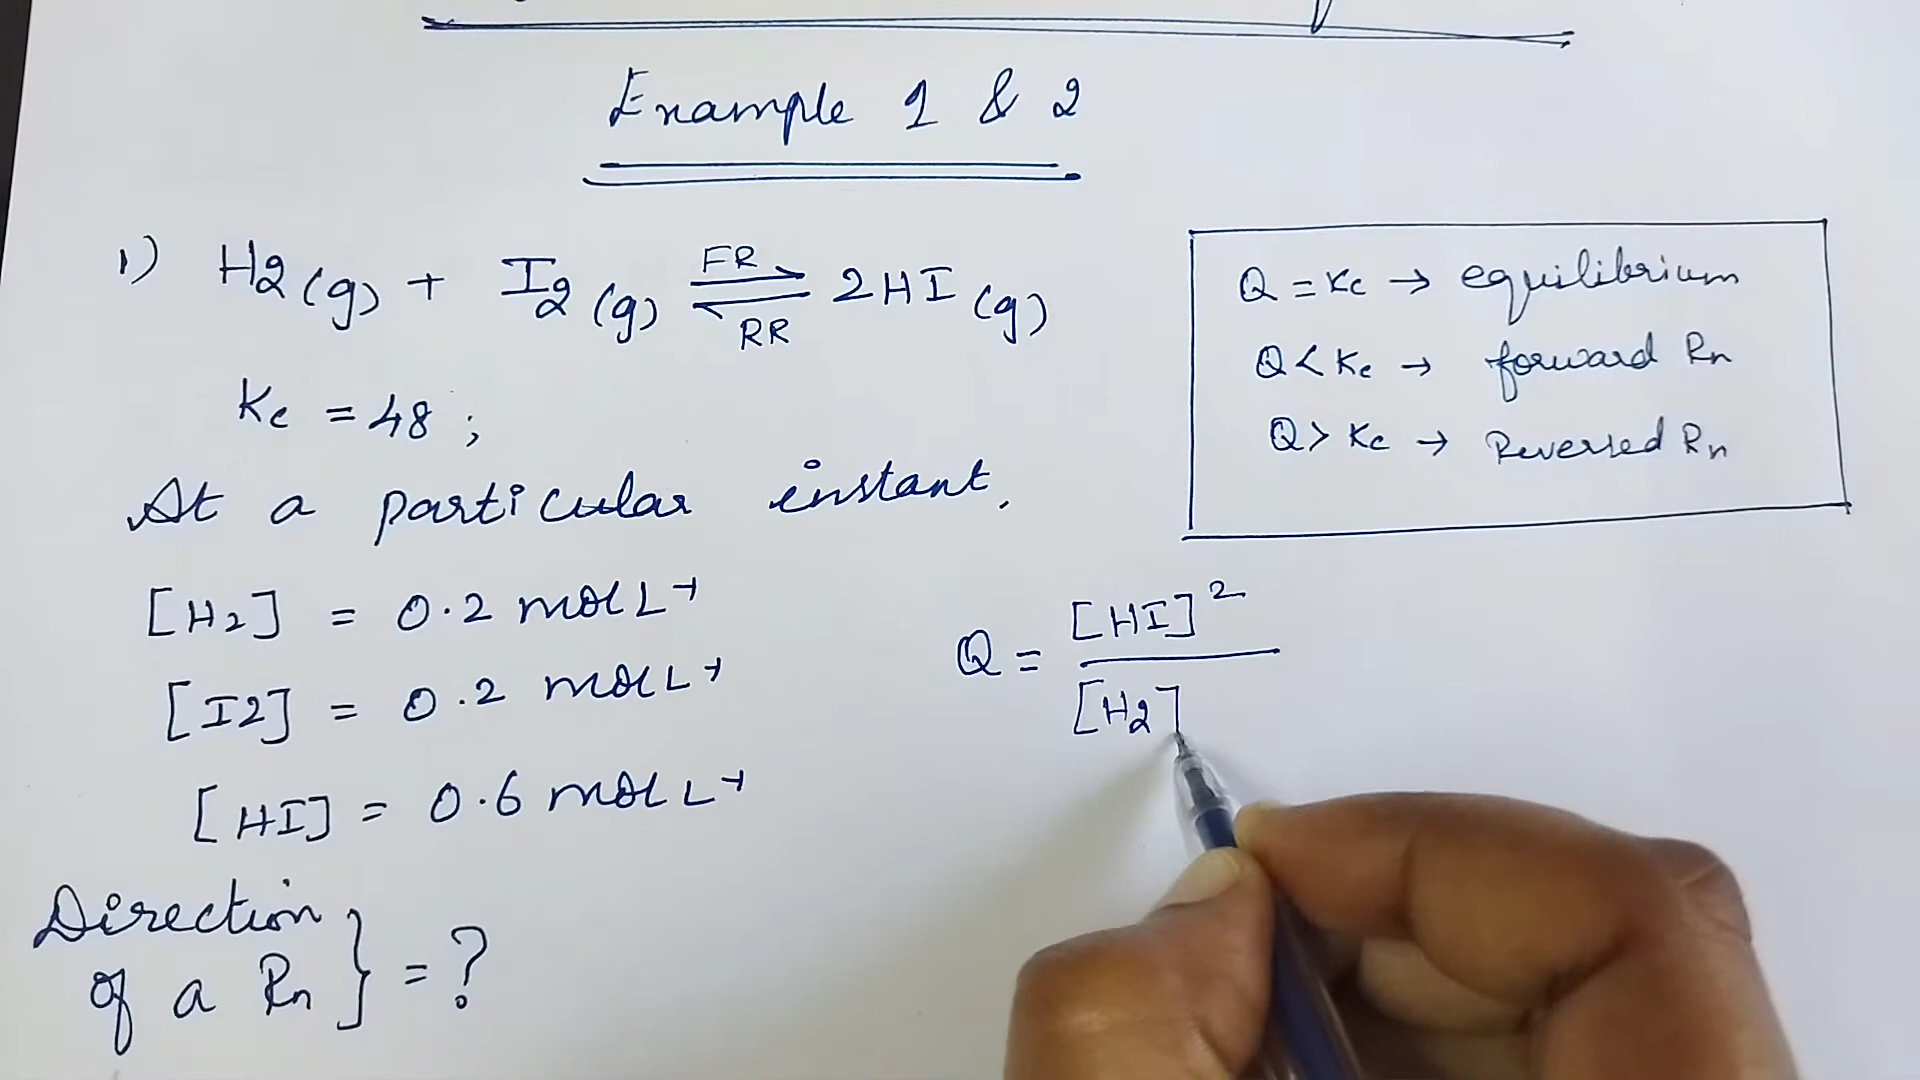 Example 1 & 2
1) H2(g) + I2(g) ⇌ 2HI(g)
FR
RR
Kc = 48 ;
At a particular instant,
[H2] = 0.2 mol L-1
[I2] = 0.2 mol L-1
[HI] = 0.6 mol L-1
Direction
of a Rn } = ?
Q = Kc → equilibrium
Q < Kc → forward Rn
Q > Kc → Reversed Rn
Q = [HI]2
[H2]